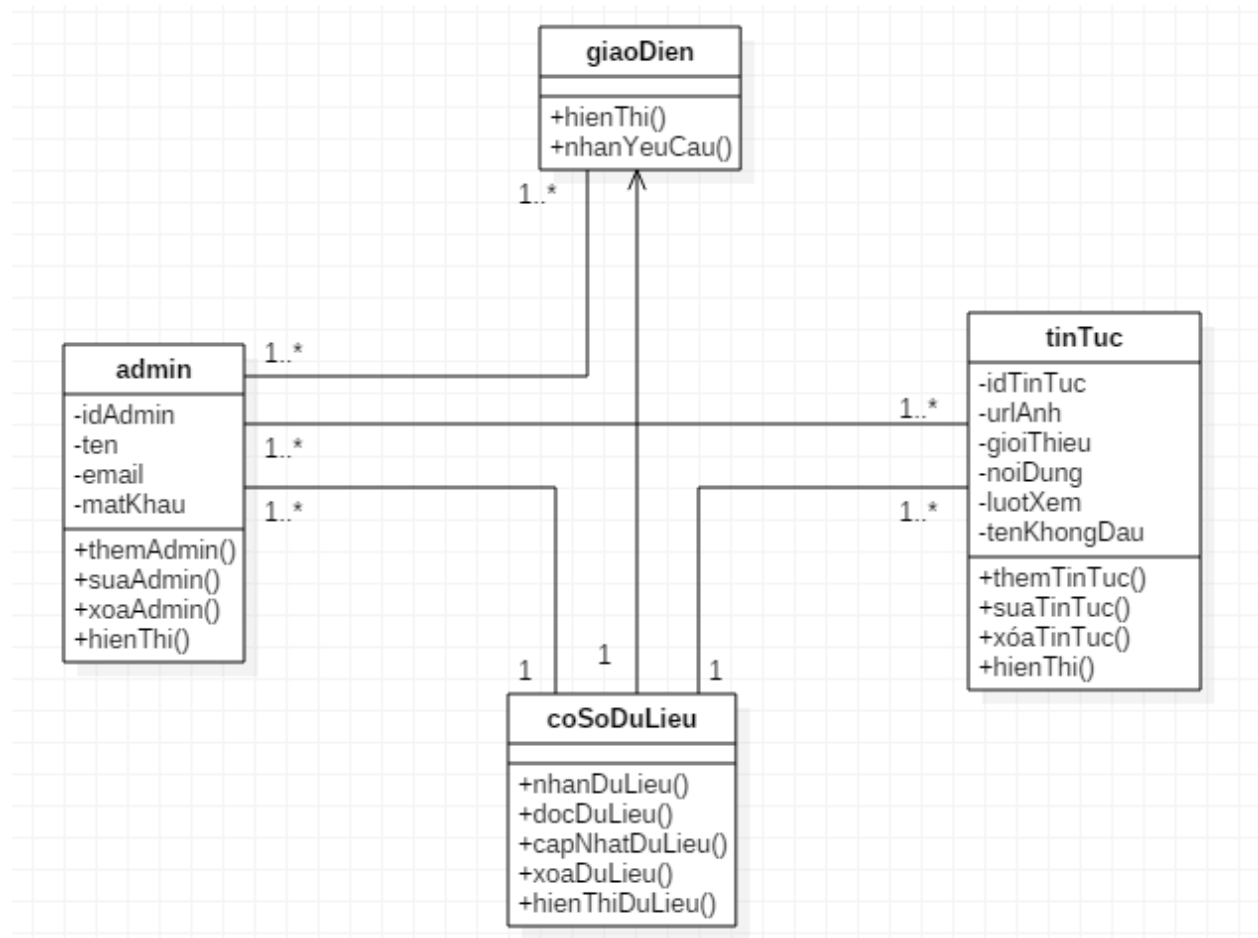 giaoDien
+hienThi()
+nhanYeuCau()
1..*
1..*
admin
-idAdmin
-ten
-email
-matKhau
+themAdmin()
+suaAdmin()
+xoaAdmin()
+hienThi()
1..*
1..*
1..*
1..*
tinTuc
-idTinTuc
-urlAnh
-gioiThieu
-noiDung
-luotXem
-tenKhongDau
+themTinTuc()
+suaTinTuc()
+xóaTinTuc()
+hienThi()
1
1
1
coSoDuLieu
+nhanDuLieu()
+docDuLieu()
+capNhatDuLieu()
+xoaDuLieu()
+hienThiDuLieu()